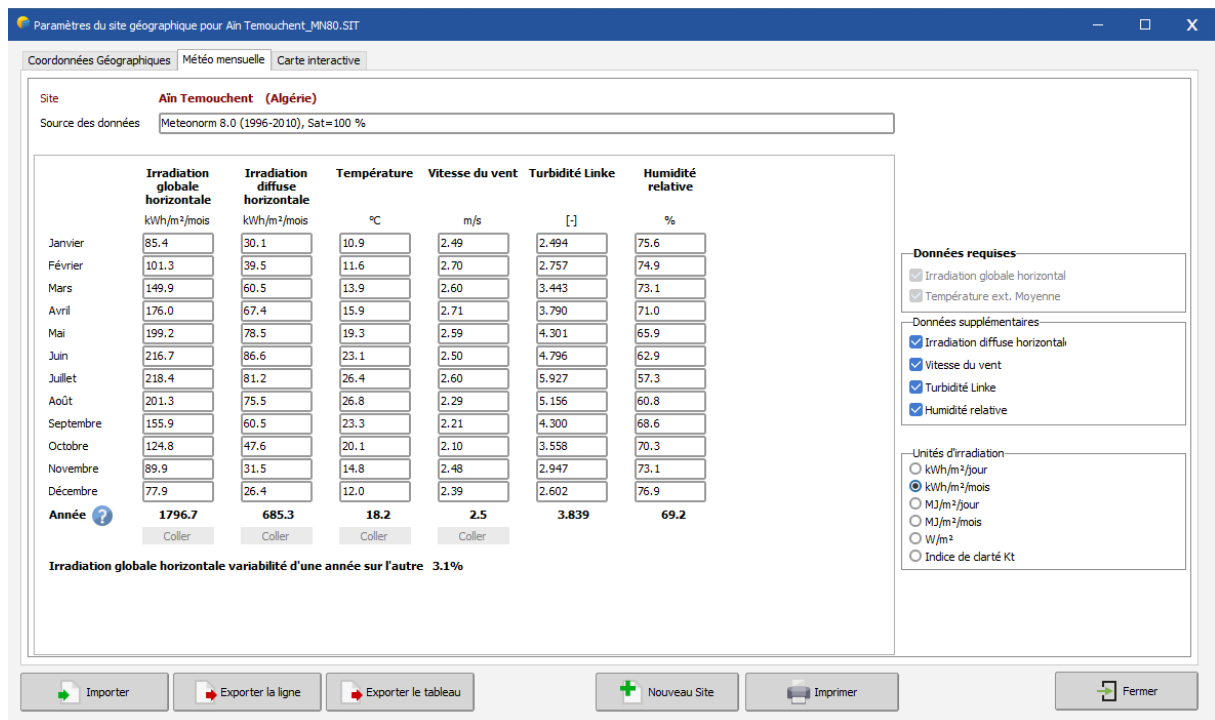 Paramètres du site géographique pour Aïn Temouchent_MN80.SIT
Coordonnées Géographiques Météo mensuelle Carte interactive
Site Aïn Temouchent (Algérie)
Source des données Meteonorm 8.0 (1996-2010), Sat=100 %
Irradiation globale horizontale Irradiation diffuse horizontale Température Vitesse du vent Turbidité Linke Humidité relative
kWh/m²/mois kWh/m²/mois °C m/s [-] %
Janvier 85.4 30.1 10.9 2.49 2.494 75.6
Février 101.3 39.5 11.6 2.70 2.757 74.9
Mars 149.9 60.5 13.9 2.60 3.443 73.1
Avril 176.0 67.4 15.9 2.71 3.790 71.0
Mai 199.2 78.5 19.3 2.59 4.301 65.9
Juin 216.7 86.6 23.1 2.50 4.796 62.9
Juillet 218.4 81.2 26.4 2.60 5.927 57.3
Août 201.3 75.5 26.8 2.29 5.156 60.8
Septembre 155.9 60.5 23.3 2.21 4.300 68.6
Octobre 124.8 47.6 20.1 2.10 3.558 70.3
Novembre 89.9 31.5 14.8 2.48 2.947 73.1
Décembre 77.9 26.4 12.0 2.39 2.602 76.9
Année ? 1796.7 685.3 18.2 2.5 3.839 69.2
Coller Coller Coller Coller
Irradiation globale horizontale variabilité d'une année sur l'autre 3.1%
Données requises
Irradiation globale horizontal
Température ext. Moyenne
Données supplémentaires
Irradiation diffuse horizontale
Vitesse du vent
Turbidité Linke
Humidité relative
Unités d'irradiation
kWh/m²/jour
kWh/m²/mois
MJ/m²/jour
MJ/m²/mois
W/m²
Indice de clarté Kt
Importer Exporter la ligne Exporter le tableau Nouveau Site Imprimer Fermer